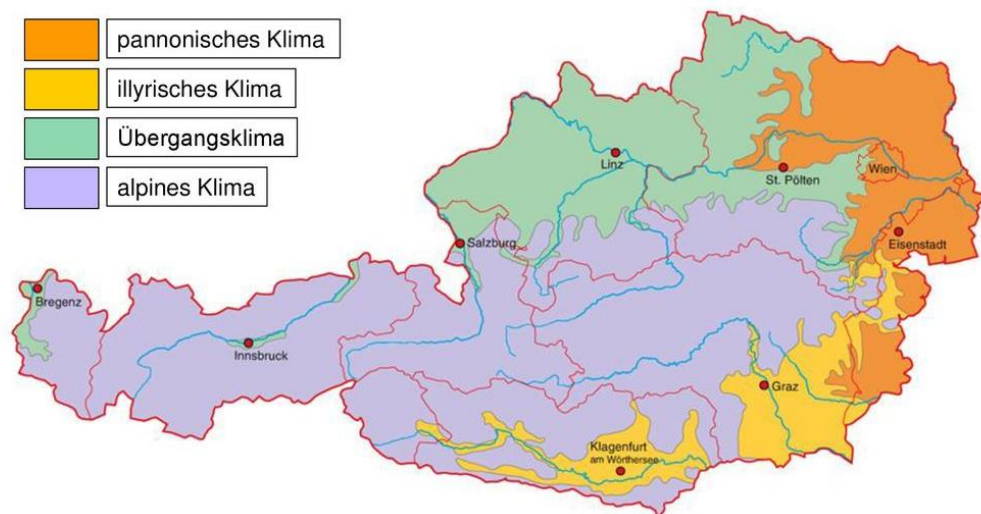 pannonisches Klima
illyrisches Klima
Übergangsklima
alpines Klima
Linz
St. Pölten
Wien
Salzburg
Eisenstadt
Bregenz
Innsbruck
Graz
Klagenfurt
am Wörthersee